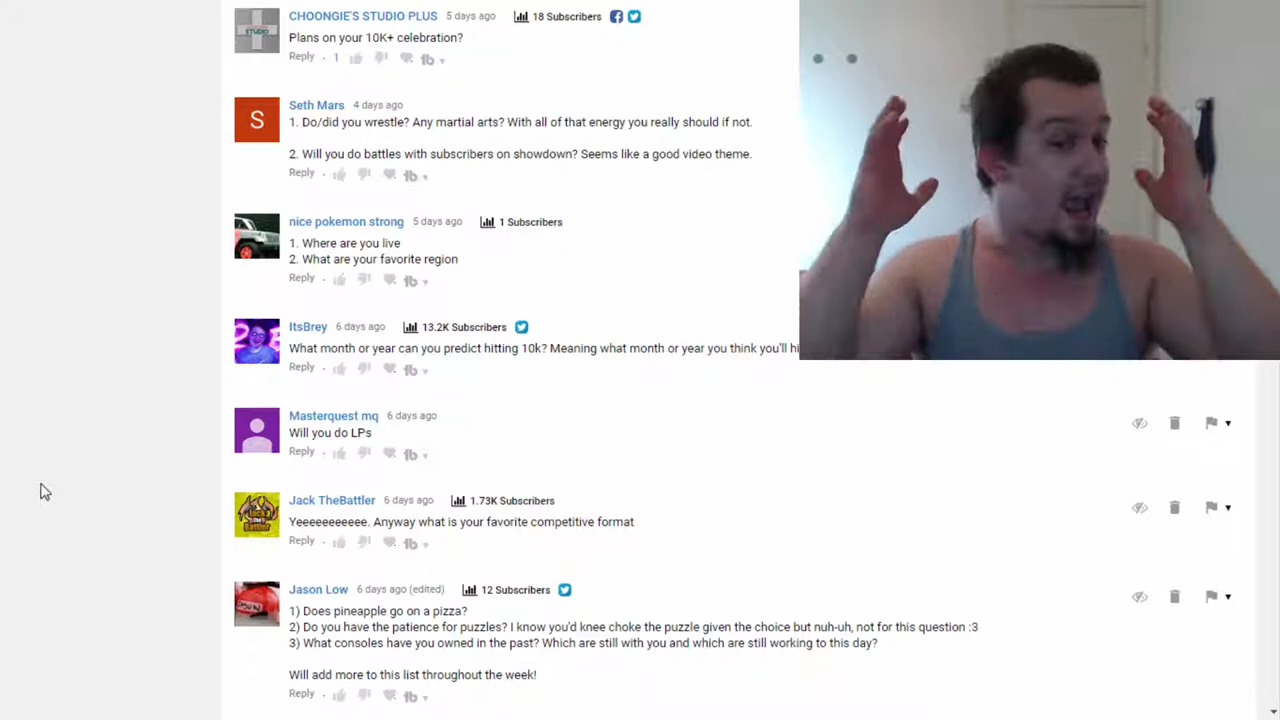 CHOONGIE'S STUDIO PLUS 5 days ago 18 Subscribers
Plans on your 10K+ celebration?
Reply · 1
S
Seth Mars 4 days ago
1. Do/did you wrestle? Any martial arts? With all of that energy you really should if not.
2. Will you do battles with subscribers on showdown? Seems like a good video theme.
Reply ·
nice pokemon strong 5 days ago 1 Subscribers
1. Where are you live
2. What are your favorite region
Reply ·
ItsBrey 6 days ago 13.2K Subscribers
What month or year can you predict hitting 10k? Meaning what month or year you think you'll hi
Reply ·
Masterquest mq 6 days ago
Will you do LPs
Reply ·
Jack TheBattler 6 days ago 1.73K Subscribers
Yeeeeeeeeeee. Anyway what is your favorite competitive format
Reply ·
Jason Low 6 days ago (edited) 12 Subscribers
1) Does pineapple go on a pizza?
2) Do you have the patience for puzzles? I know you'd knee choke the puzzle given the choice but nuh-uh, not for this question :3
3) What consoles have you owned in the past? Which are still with you and which are still working to this day?
Will add more to this list throughout the week!
Reply ·